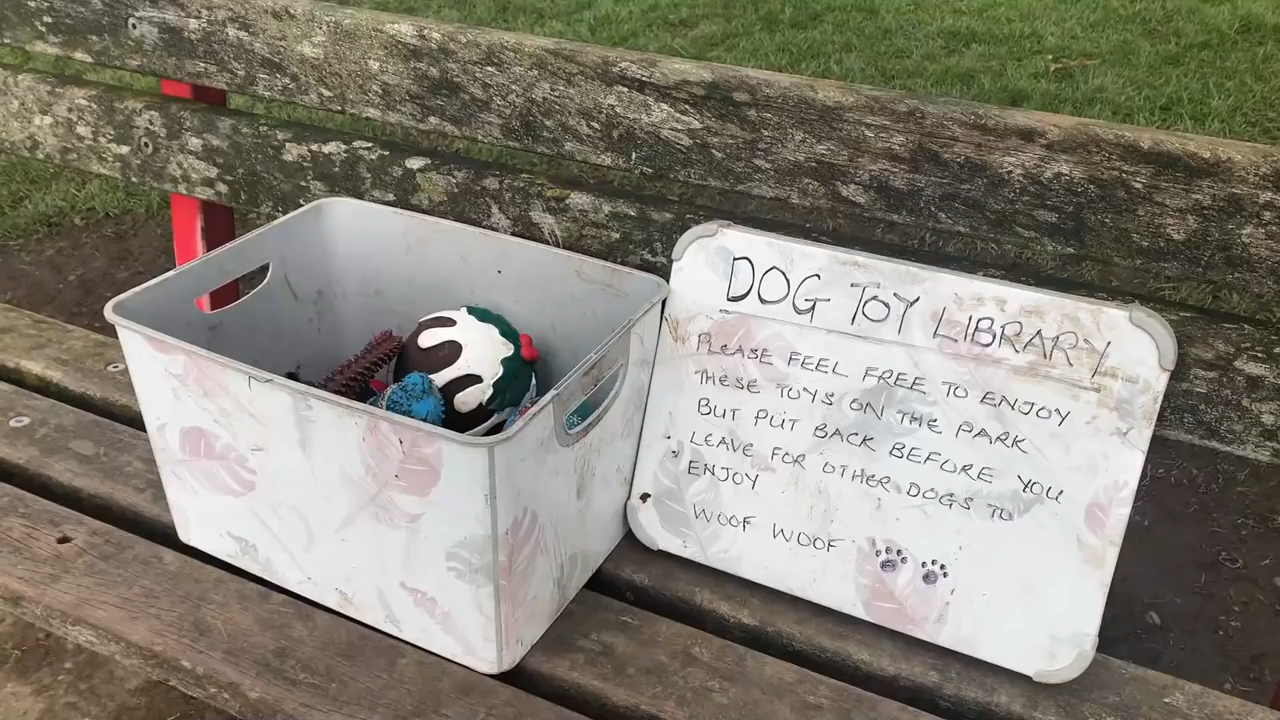 DOG TOY LIBRARY
PLEASE FEEL FREE TO ENJOY
THESE TOYS ON THE PARK
BUT PUT BACK BEFORE YOU
LEAVE FOR OTHER DOGS TO
ENJOY
WOOF WOOF